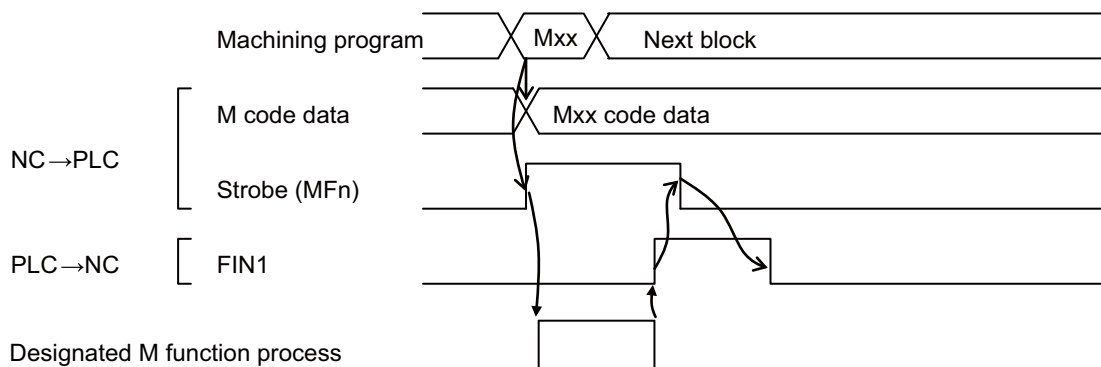 Machining program Mxx Next block
M code data Mxx code data
NC→PLC
Strobe (MFn)
PLC→NC FIN1
Designated M function process